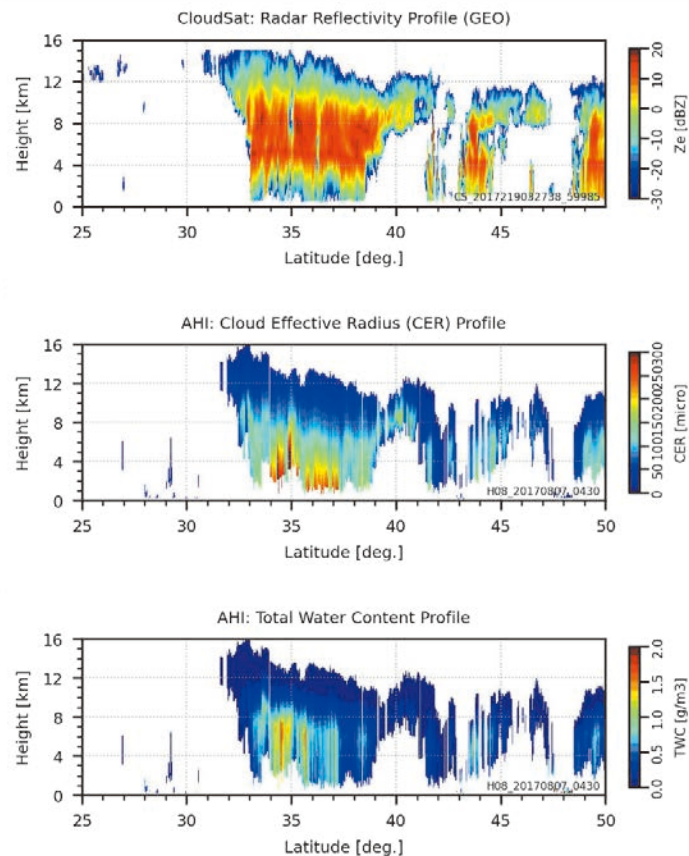 CloudSat: Radar Reflectivity Profile (GEO)
16
12
8
4
0
Height [km]
25 30 35 40 45 50
Latitude [deg.]
CS_2017219032738_59985
20
10
0
-10
-20
-30
Ze [dBZ]
AHI: Cloud Effective Radius (CER) Profile
16
12
8
4
0
Height [km]
25 30 35 40 45 50
Latitude [deg.]
H08_20170807_0430
0 50 100150200250300
CER [micro]
AHI: Total Water Content Profile
16
12
8
4
0
Height [km]
25 30 35 40 45 50
Latitude [deg.]
H08_20170807_0430
2.0
1.5
1.0
0.5
0.0
TWC [g/m3]